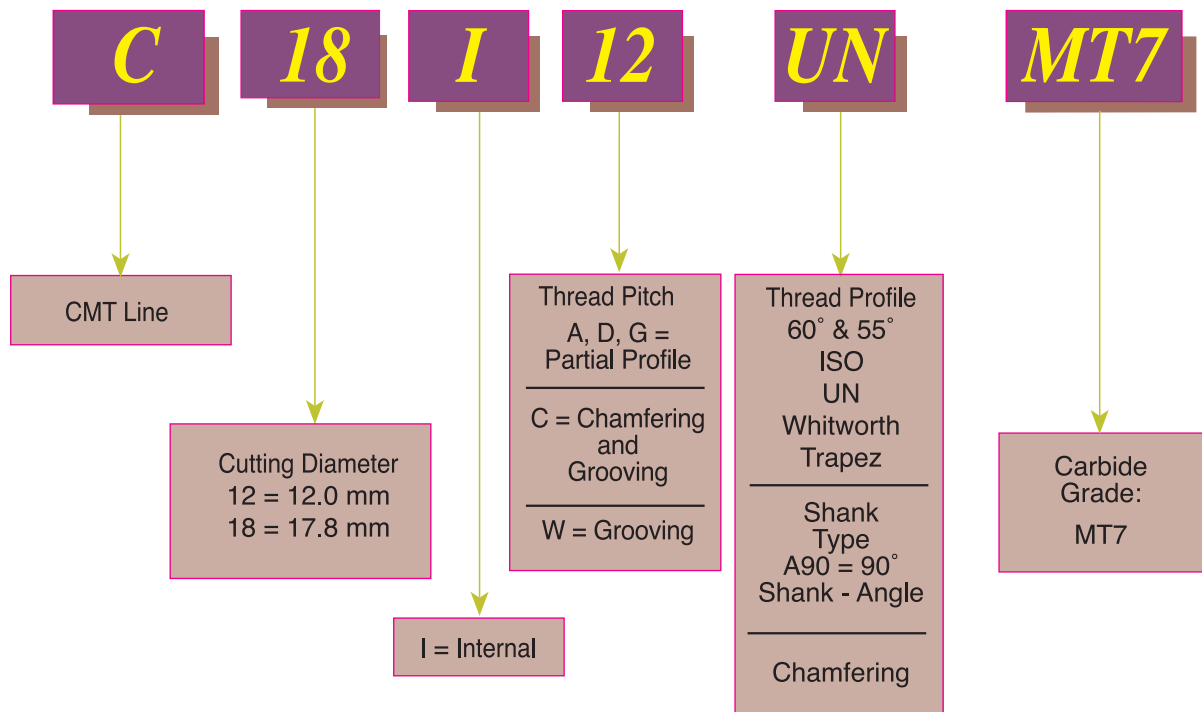 C 18 I 12 UN MT7
CMT Line
Cutting Diameter
12 = 12.0 mm
18 = 17.8 mm
I = Internal
Thread Pitch
A, D, G =
Partial Profile
C = Chamfering
and
Grooving
W = Grooving
Thread Profile
60° & 55°
ISO
UN
Whitworth
Trapez
Shank
Type
A90 = 90°
Shank - Angle
Chamfering
Carbide
Grade:
MT7